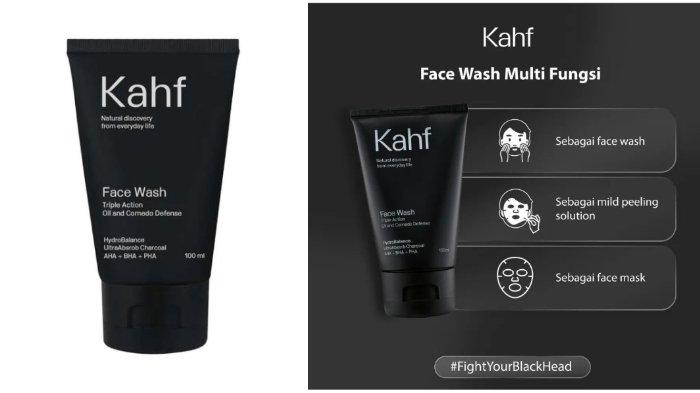 Kahf
Natural discovery
from everyday life
Face Wash
Triple Action
Oil and Comedo Defense
HydroBalance
UltraAbsorb Charcoal
AHA + BHA + PHA
100 ml
Kahf
Face Wash Multi Fungsi
Kahf
Natural discovery
from everyday life
Face Wash
Triple Action
Oil and Comedo Defense
HydroBalance
UltraAbsorb Charcoal
AHA + BHA + PHA
100 ml
Sebagai face wash
Sebagai mild peeling
solution
Sebagai face mask
#FightYourBlackHead